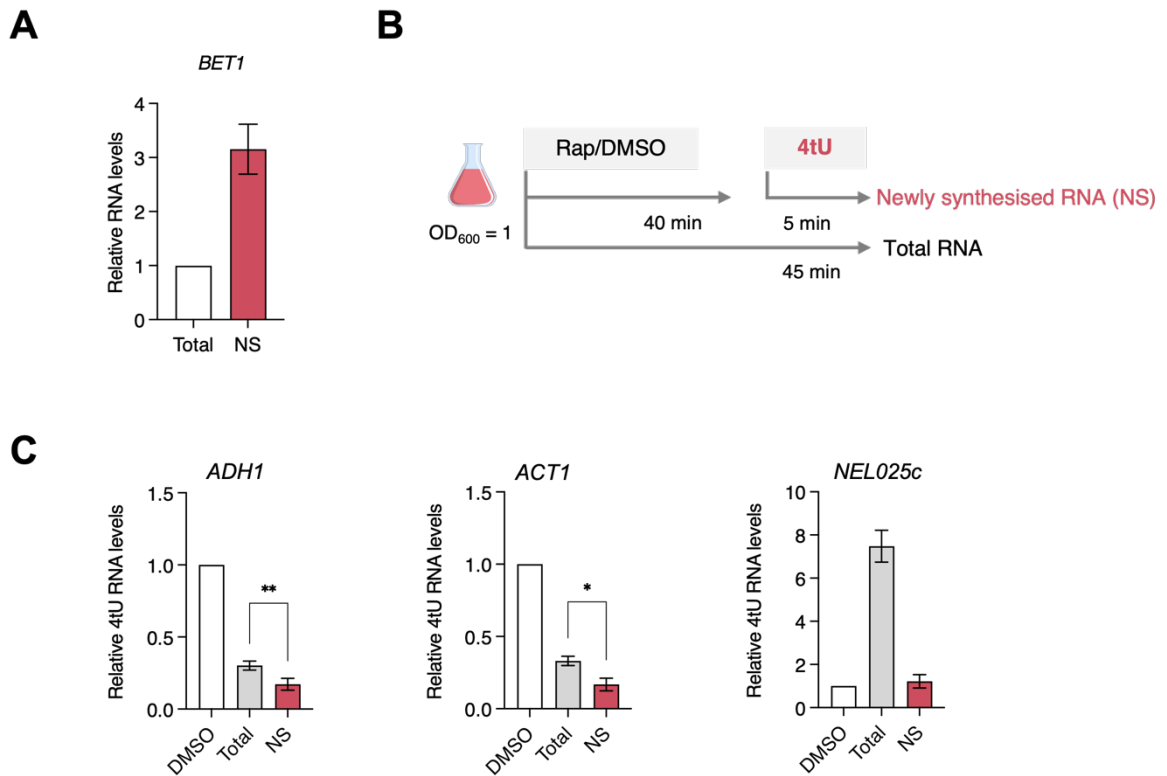 A
BET1
Relative RNA levels
4
3
2
1
0
Total
NS
B
Rap/DMSO
4tU
OD600 = 1
40 min
5 min
45 min
Newly synthesised RNA (NS)
Total RNA
C
ADH1
Relative 4tU RNA levels
1.5
1.0
0.5
0.0
**
DMSO
Total
NS
ACT1
Relative 4tU RNA levels
1.5
1.0
0.5
0.0
*
DMSO
Total
NS
NEL025c
Relative 4tU RNA levels
10
8
6
4
2
0
DMSO
Total
NS